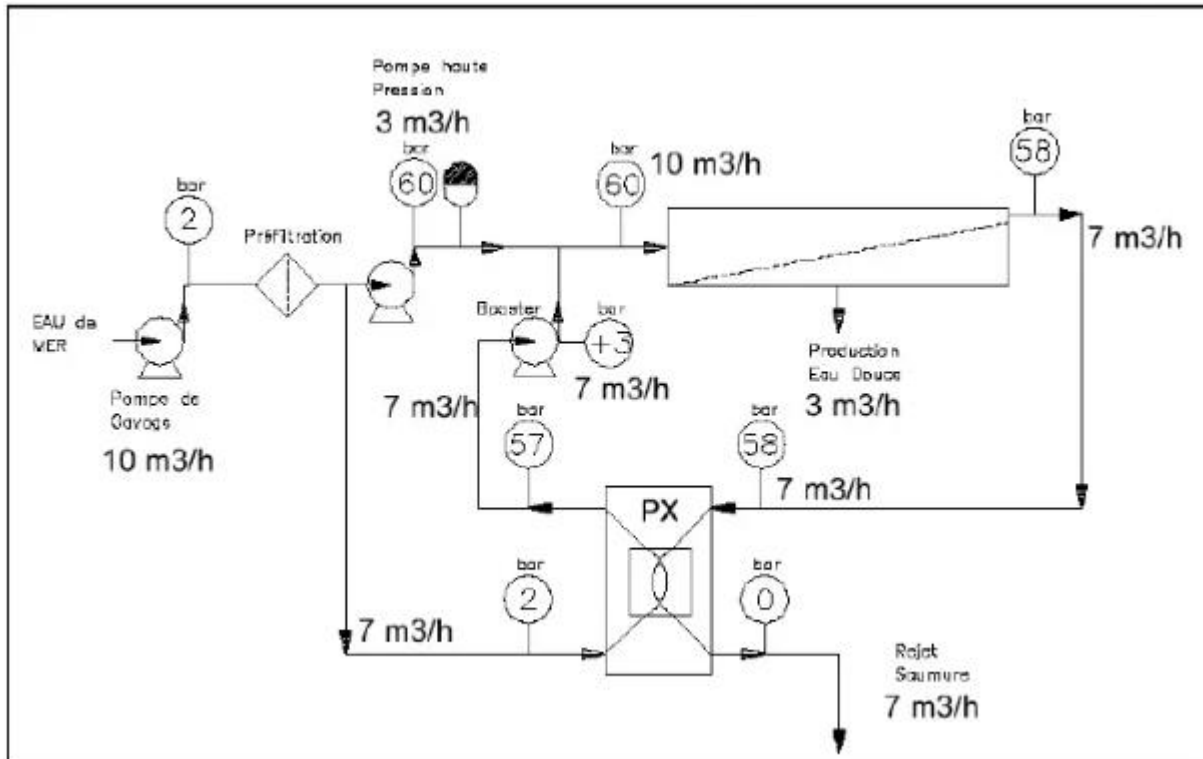 Pompe haute
Pression
3 m3/h
bar
60
bar
60
10 m3/h
bar
58
7 m3/h
bar
2
Préfiltration
EAU de
MER
Pompe de
Gavage
10 m3/h
Booster
bar
+3
7 m3/h
7 m3/h
Production
Eau Douce
3 m3/h
bar
57
bar
58
7 m3/h
PX
bar
2
7 m3/h
bar
0
Rejet
Saumure
7 m3/h